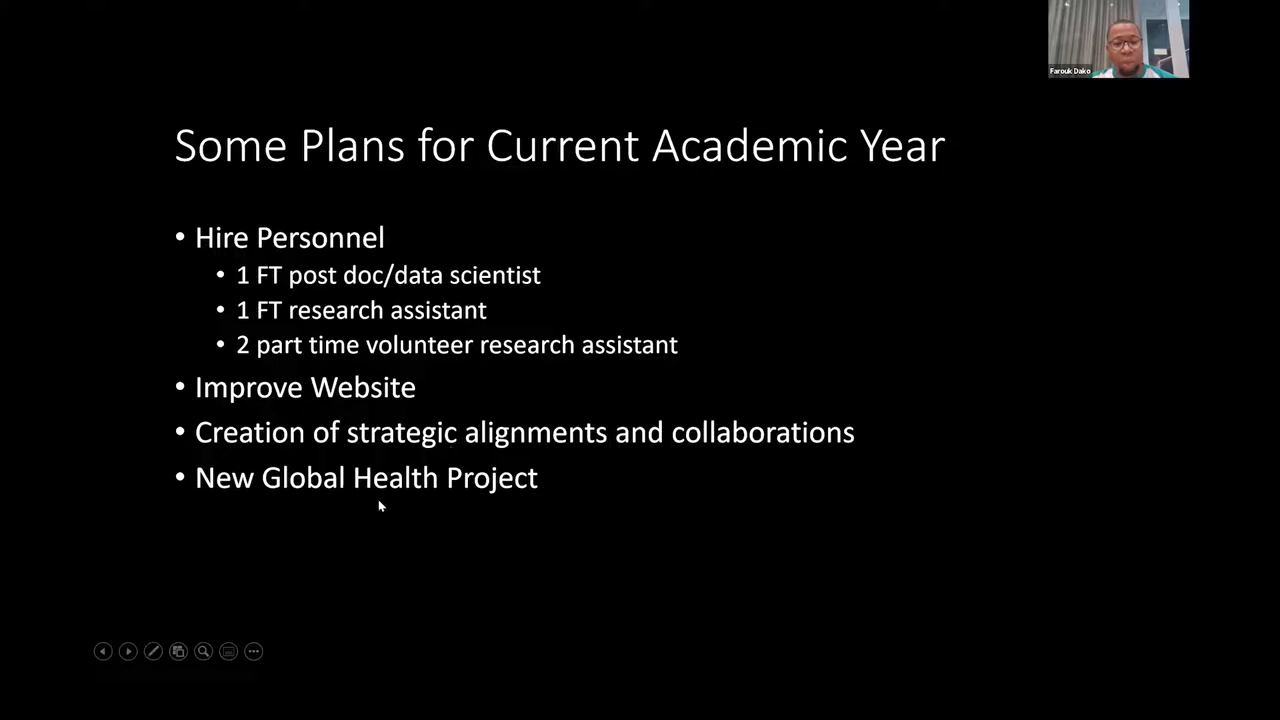 Farouk Dako
Some Plans for Current Academic Year
• Hire Personnel
• 1 FT post doc/data scientist
• 1 FT research assistant
• 2 part time volunteer research assistant
• Improve Website
• Creation of strategic alignments and collaborations
• New Global Health Project